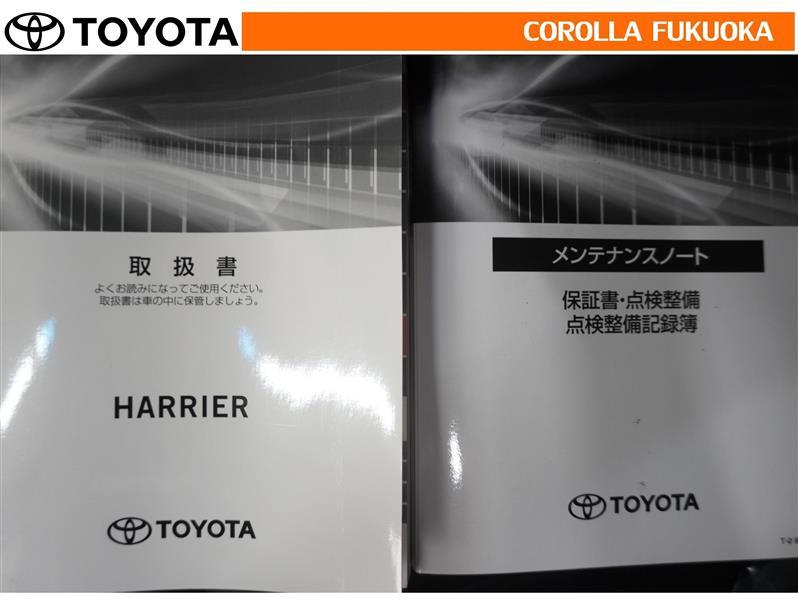 TOYOTA
COROLLA FUKUOKA
取扱書
よくお読みになってご使用ください。
取扱書は車の中に保管しましょう。
HARRIER
TOYOTA
メンテナンスノート
保証書・点検整備
点検整備記録簿
TOYOTA